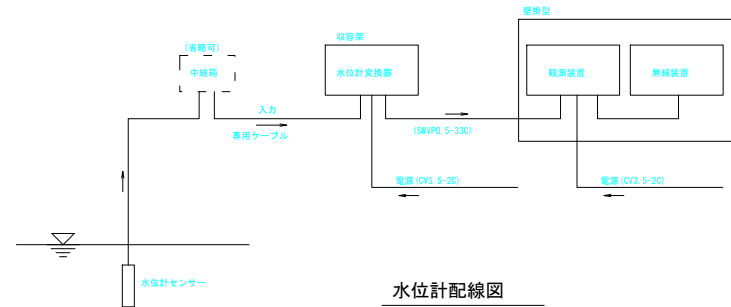 壁掛型
(省略可)
中継箱
収容架
水位計変換器
観測装置
無線装置
入力
専用ケーブル
(SWVP0.5-33C)
電源(CV3.5-2C)
電源(CV3.5-2C)
水位計センサー
水位計配線図